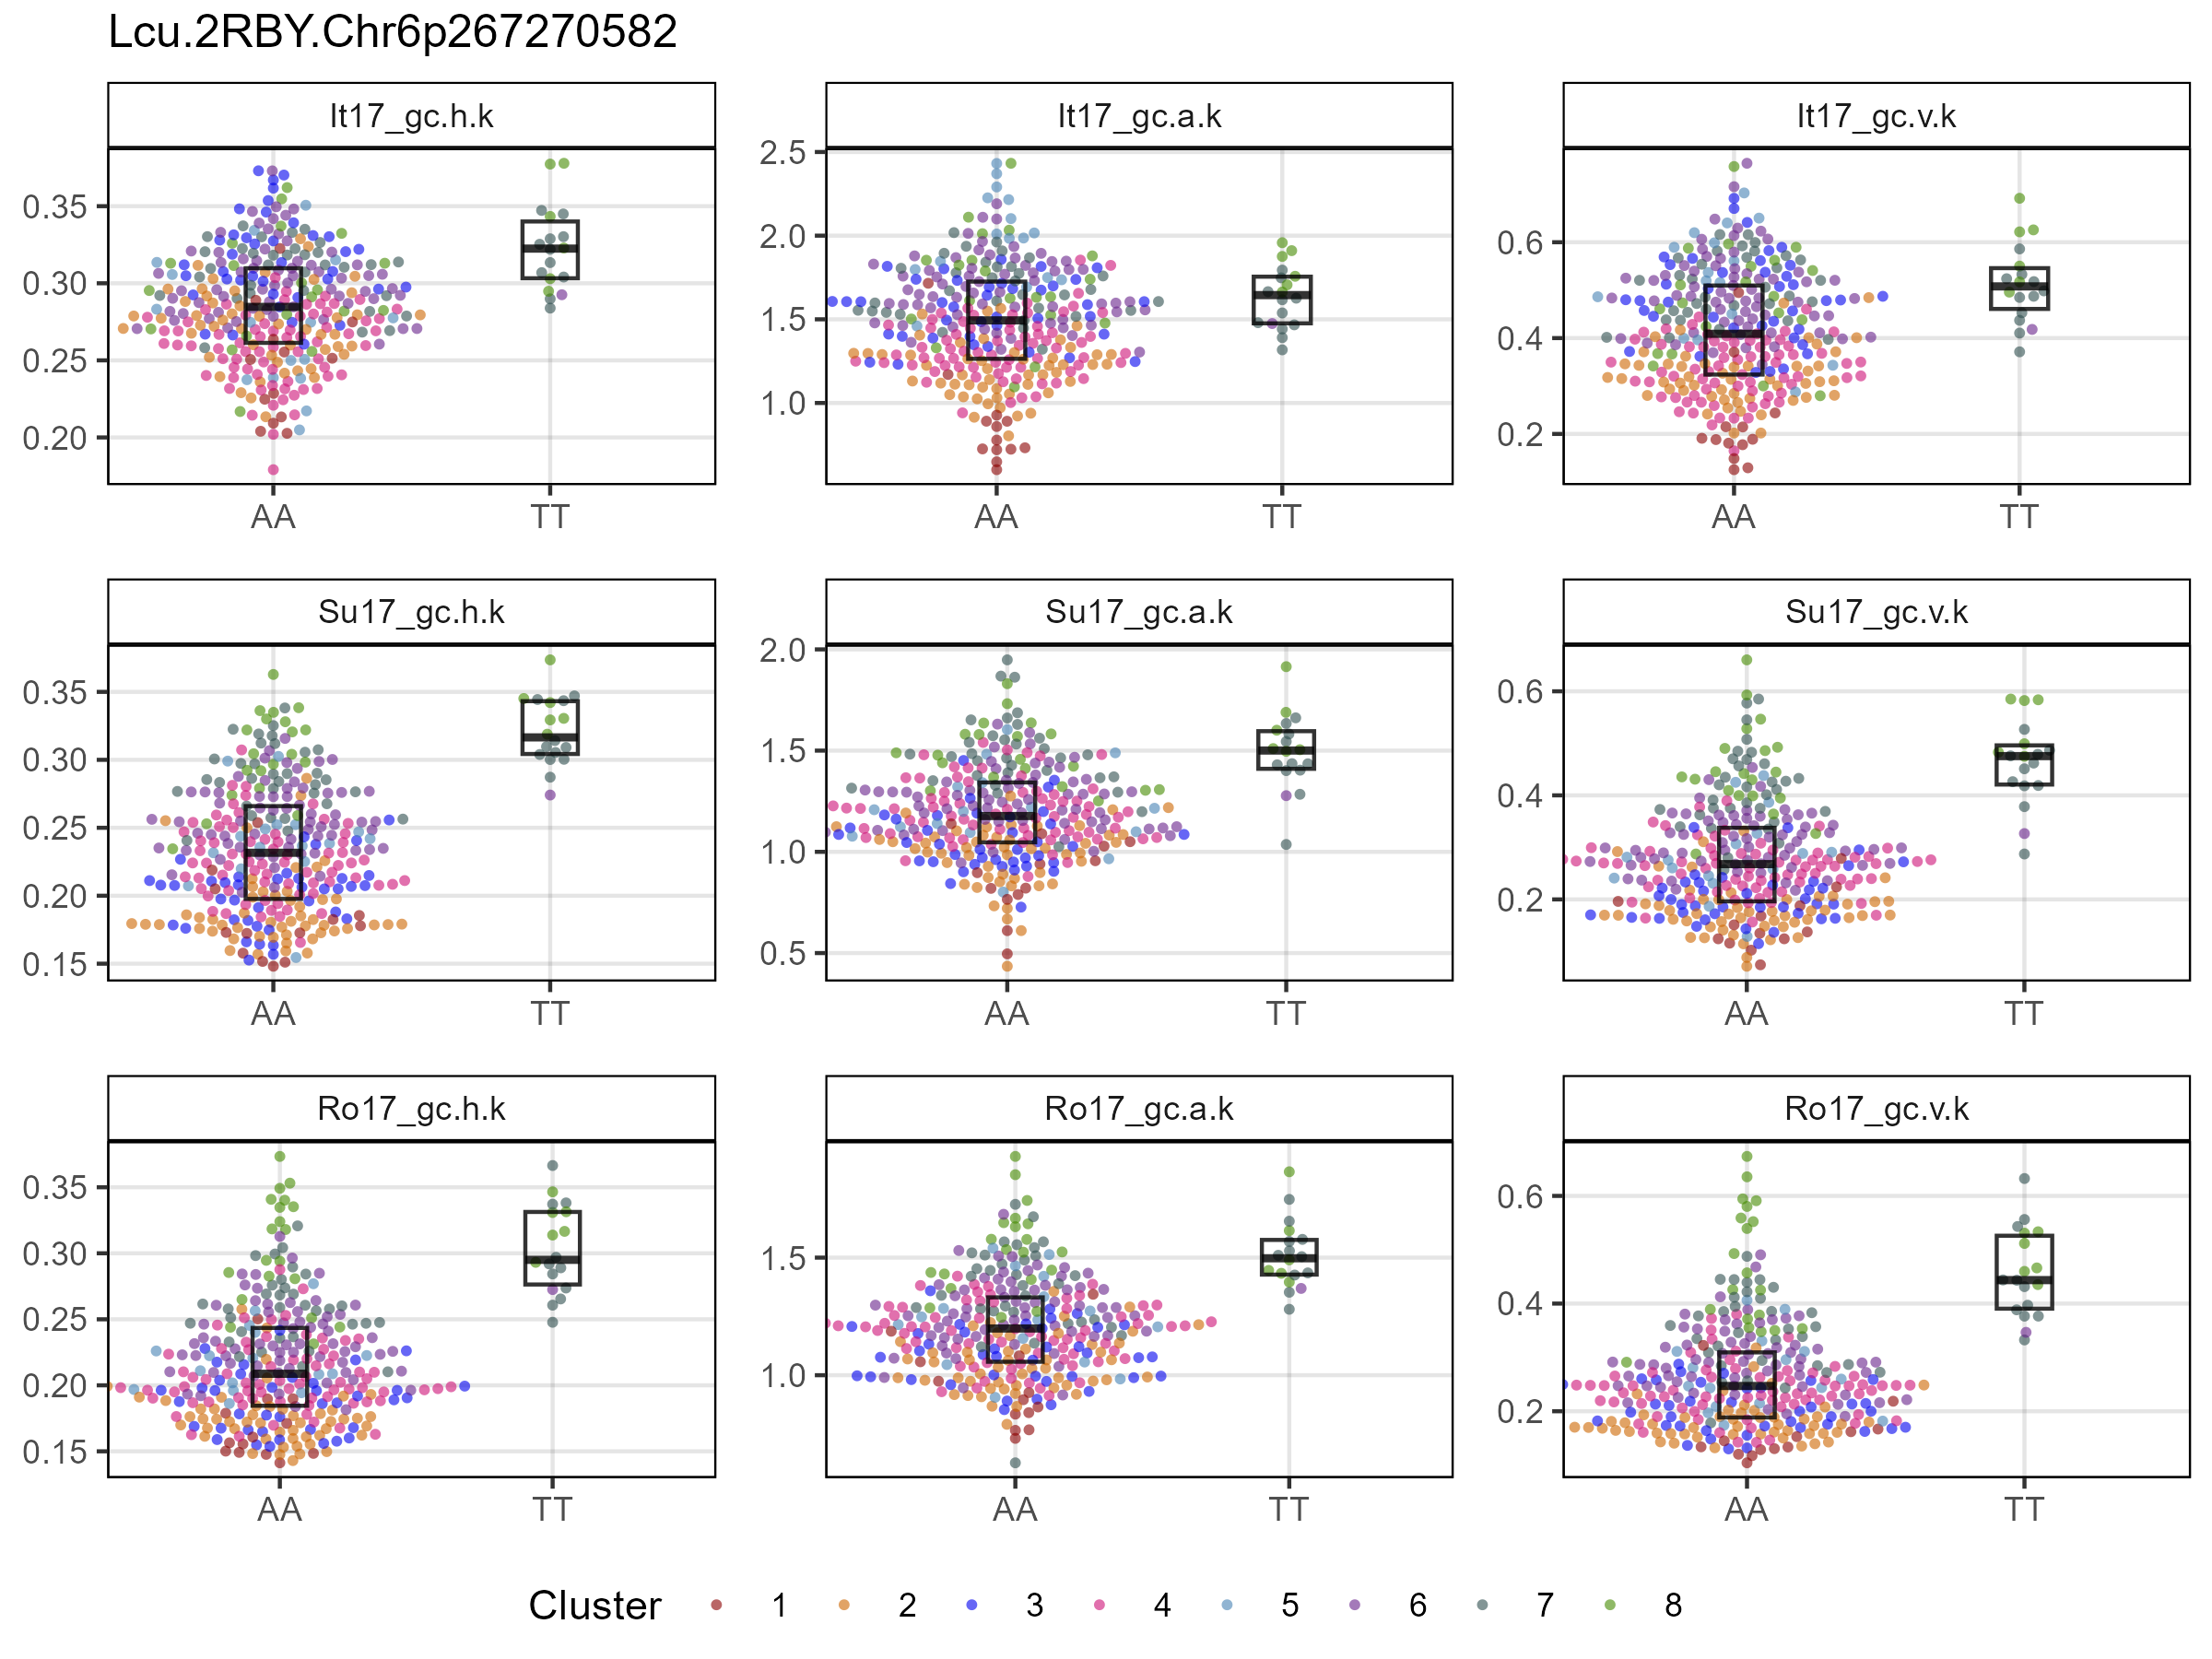 Lcu.2RBY.Chr6p267270582
It17_gc.h.k
It17_gc.a.k
It17_gc.v.k
0.35
0.30
0.25
0.20
2.5
2.0
1.5
1.0
0.6
0.4
0.2
AA TT
AA TT
AA TT
Su17_gc.h.k
Su17_gc.a.k
Su17_gc.v.k
0.35
0.30
0.25
0.20
0.15
2.0
1.5
1.0
0.5
0.6
0.4
0.2
AA TT
AA TT
AA TT
Ro17_gc.h.k
Ro17_gc.a.k
Ro17_gc.v.k
0.35
0.30
0.25
0.20
0.15
1.5
1.0
0.6
0.4
0.2
AA TT
AA TT
AA TT
Cluster 1 2 3 4 5 6 7 8